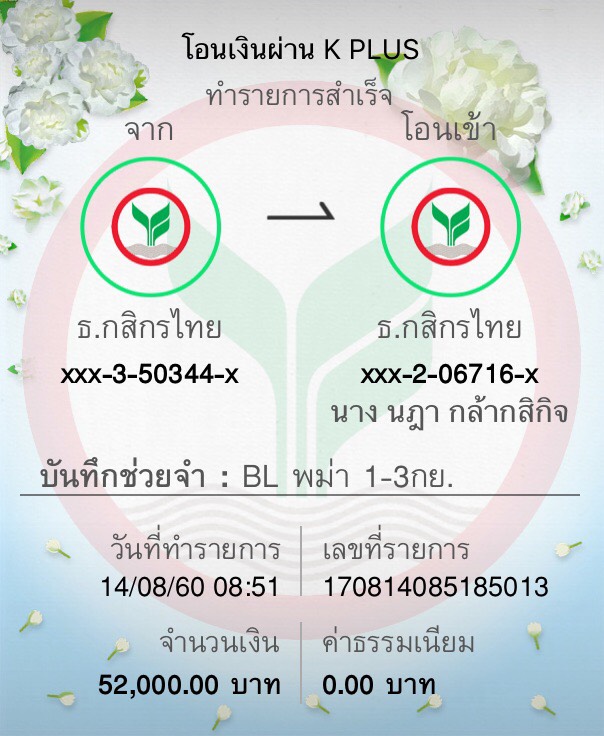 โอนเงินผ่าน K PLUS
ทำรายการสำเร็จ
จาก
โอนเข้า
ธ.กสิกรไทย
ธ.กสิกรไทย
xxx-3-50344-x
xxx-2-06716-x
นาง นฎา กล้ากสิกิจ
บันทึกช่วยจำ : BL พม่า 1-3กย.
วันที่ทำรายการ
เลขที่รายการ
14/08/60 08:51
170814085185013
จำนวนเงิน
ค่าธรรมเนียม
52,000.00 บาท
0.00 บาท